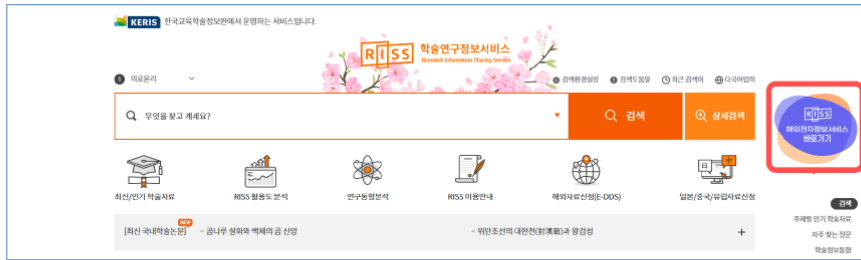 KERIS 한국교육학술정보원에서 운영하는 서비스입니다.
RISS 학술연구정보서비스
Research Information Sharing Service
1 의료윤리
검색환경설정 검색도움말 최근 검색어 다국어입력
무엇을 찾고 계세요?
검색
상세검색
RISS
해외전자정보서비스
바로가기
최신/인기 학술자료 RISS 활용도 분석 연구동향분석 RISS 이용안내 해외자료신청(E-DDS) 일본/중국/유럽자료신청
검색
주제별 인기 학술자료
자주 찾는 질문
학술정보동향
NEW
[최신 국내학술논문] - 곰나루 설화와 백제의 곰 신앙 - 위만조선의 대한전(對漢戰)과 왕검성 +